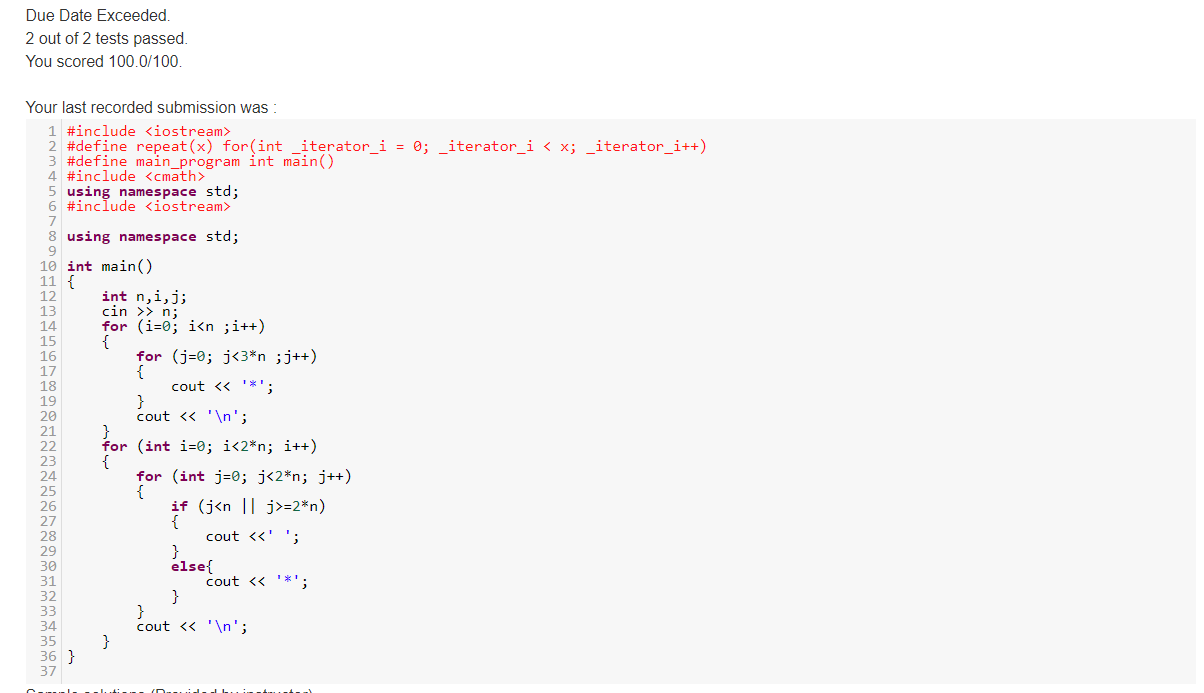 Due Date Exceeded.
2 out of 2 tests passed.
You scored 100.0/100.
Your last recorded submission was :
1 #include <iostream>
2 #define repeat(x) for(int _iterator_i = 0; _iterator_i < x; _iterator_i++)
3 #define main_program int main()
4 #include <cmath>
5 using namespace std;
6 #include <iostream>
7
8 using namespace std;
9
10 int main()
11 {
12     int n,i,j;
13     cin >> n;
14     for (i=0; i<n ;i++)
15     {
16         for (j=0; j<3*n ;j++)
17         {
18             cout << '*';
19         }
20         cout << '\n';
21     }
22     for (int i=0; i<2*n; i++)
23     {
24         for (int j=0; j<2*n; j++)
25         {
26             if (j<n || j>=2*n)
27             {
28                 cout <<' ';
29             }
30             else{
31                 cout << '*';
32             }
33         }
34         cout << '\n';
35     }
36 }
37
Sample solutions (Provided by instructor)